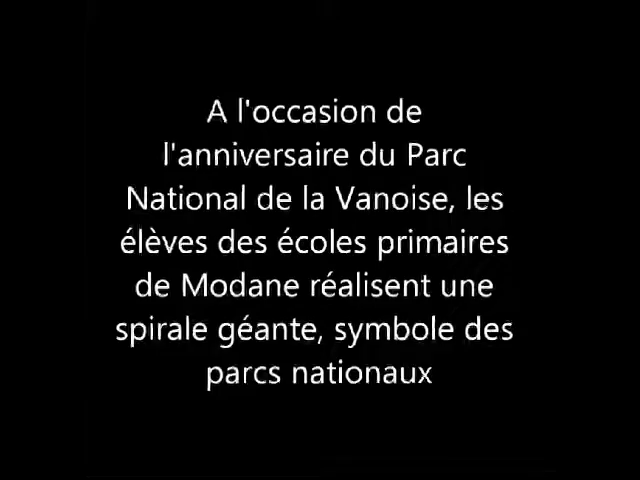 A l'occasion de
l'anniversaire du Parc
National de la Vanoise, les
élèves des écoles primaires
de Modane réalisent une
spirale géante, symbole des
parcs nationaux